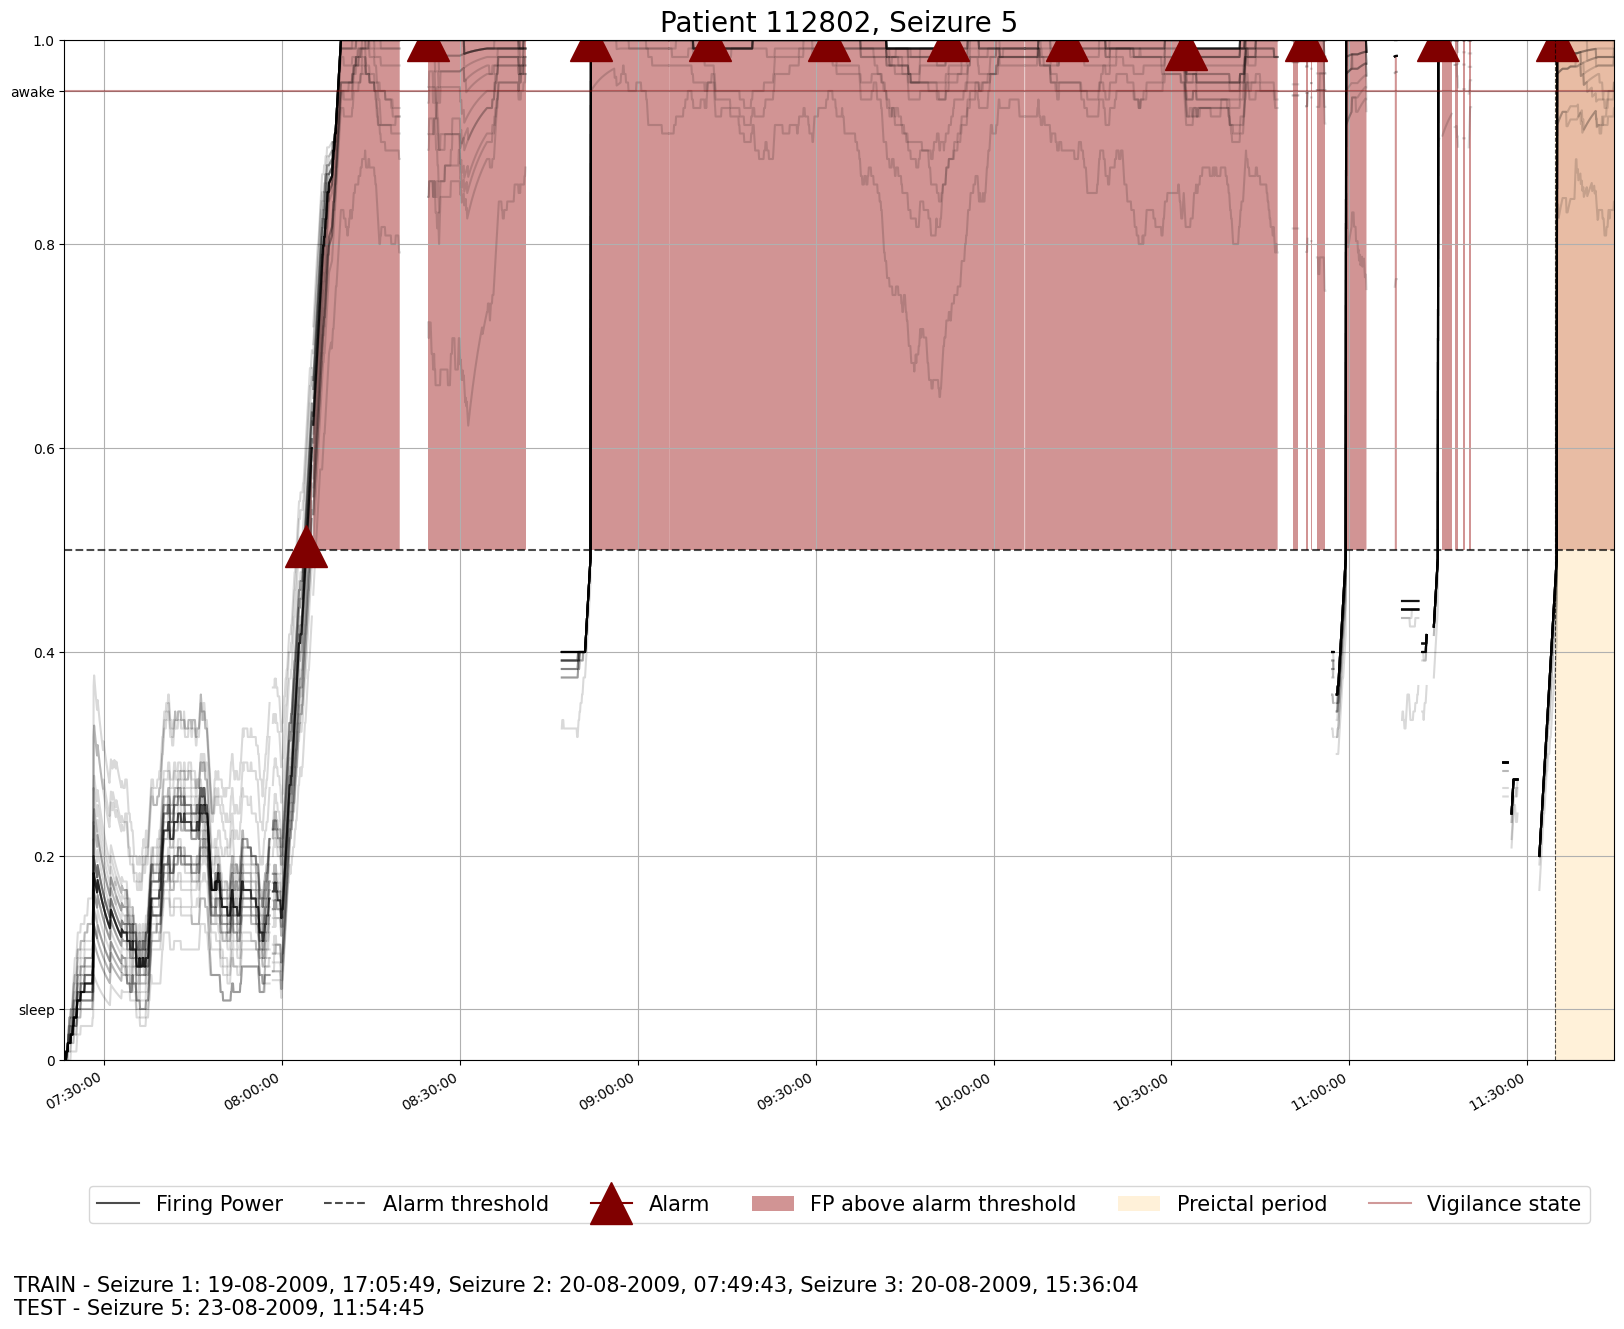 Patient 112802, Seizure 5
1.0
awake
0.8
0.6
0.4
0.2
sleep
0
07:30:00
08:00:00
08:30:00
09:00:00
09:30:00
10:00:00
10:30:00
11:00:00
11:30:00
Firing Power
Alarm threshold
Alarm
FP above alarm threshold
Preictal period
Vigilance state
TRAIN - Seizure 1: 19-08-2009, 17:05:49, Seizure 2: 20-08-2009, 07:49:43, Seizure 3: 20-08-2009, 15:36:04
TEST - Seizure 5: 23-08-2009, 11:54:45